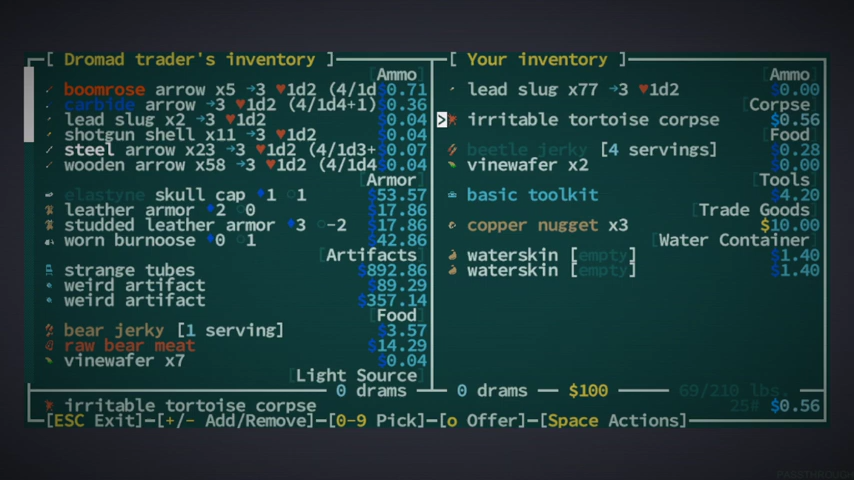 [ Dromad trader's inventory ]
[Ammo
boomrose arrow x5 →3 ♥1d2 (4/1d $0.71
carbide arrow →3 ♥1d2 (4/1d4+1) $0.36
lead slug x2 →3 ♥1d2 $0.04
shotgun shell x11 →3 ♥1d2 $0.04
steel arrow x23 →3 ♥1d2 (4/1d3+ $0.07
wooden arrow x58 →3 ♥1d2 (4/1d4 $0.04
[Armor
elastyne skull cap ♦1 ○1 $53.57
leather armor ♦2 ○0 $17.86
studded leather armor ♦3 ○-2 $17.86
worn burnoose ♦0 ○1 $42.86
[Artifacts
strange tubes $892.86
weird artifact $89.29
weird artifact $357.14
[Food
bear jerky [1 serving] $3.57
raw bear meat $14.29
vinewafer x7 $0.04
[Light Source
0 drams
[ Your inventory ]
[Ammo
lead slug x77 →3 ♥1d2 $0.00
[Corpse
> irritable tortoise corpse $0.56
[Food
beetle jerky [4 servings] $0.28
vinewafer x2 $0.00
[Tools
basic toolkit $4.20
[Trade Goods
copper nugget x3 $10.00
[Water Container
waterskin [empty] $1.40
waterskin [empty] $1.40
0 drams — $100 69/210 lbs.
irritable tortoise corpse 25# $0.56
[ESC Exit]—[+/- Add/Remove]—[0-9 Pick]—[o Offer]—[Space Actions]